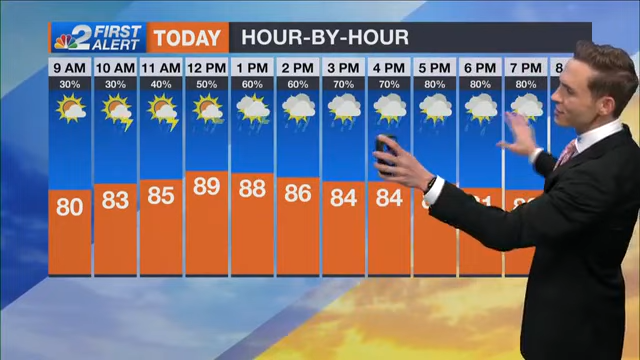 2 FIRST
ALERT
TODAY
HOUR-BY-HOUR
9 AM 10 AM 11 AM 12 PM 1 PM 2 PM 3 PM 4 PM 5 PM 6 PM 7 PM 8
30% 30% 40% 50% 60% 60% 70% 70% 80% 80% 80%
80 83 85 89 88 86 84 84